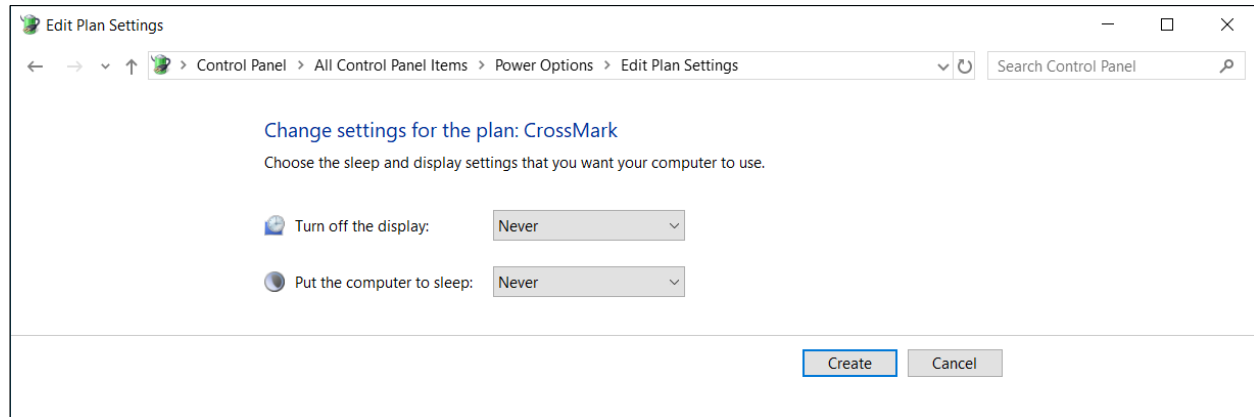 Edit Plan Settings
Control Panel > All Control Panel Items > Power Options > Edit Plan Settings
Search Control Panel
Change settings for the plan: CrossMark
Choose the sleep and display settings that you want your computer to use.
Turn off the display: Never
Put the computer to sleep: Never
Create Cancel